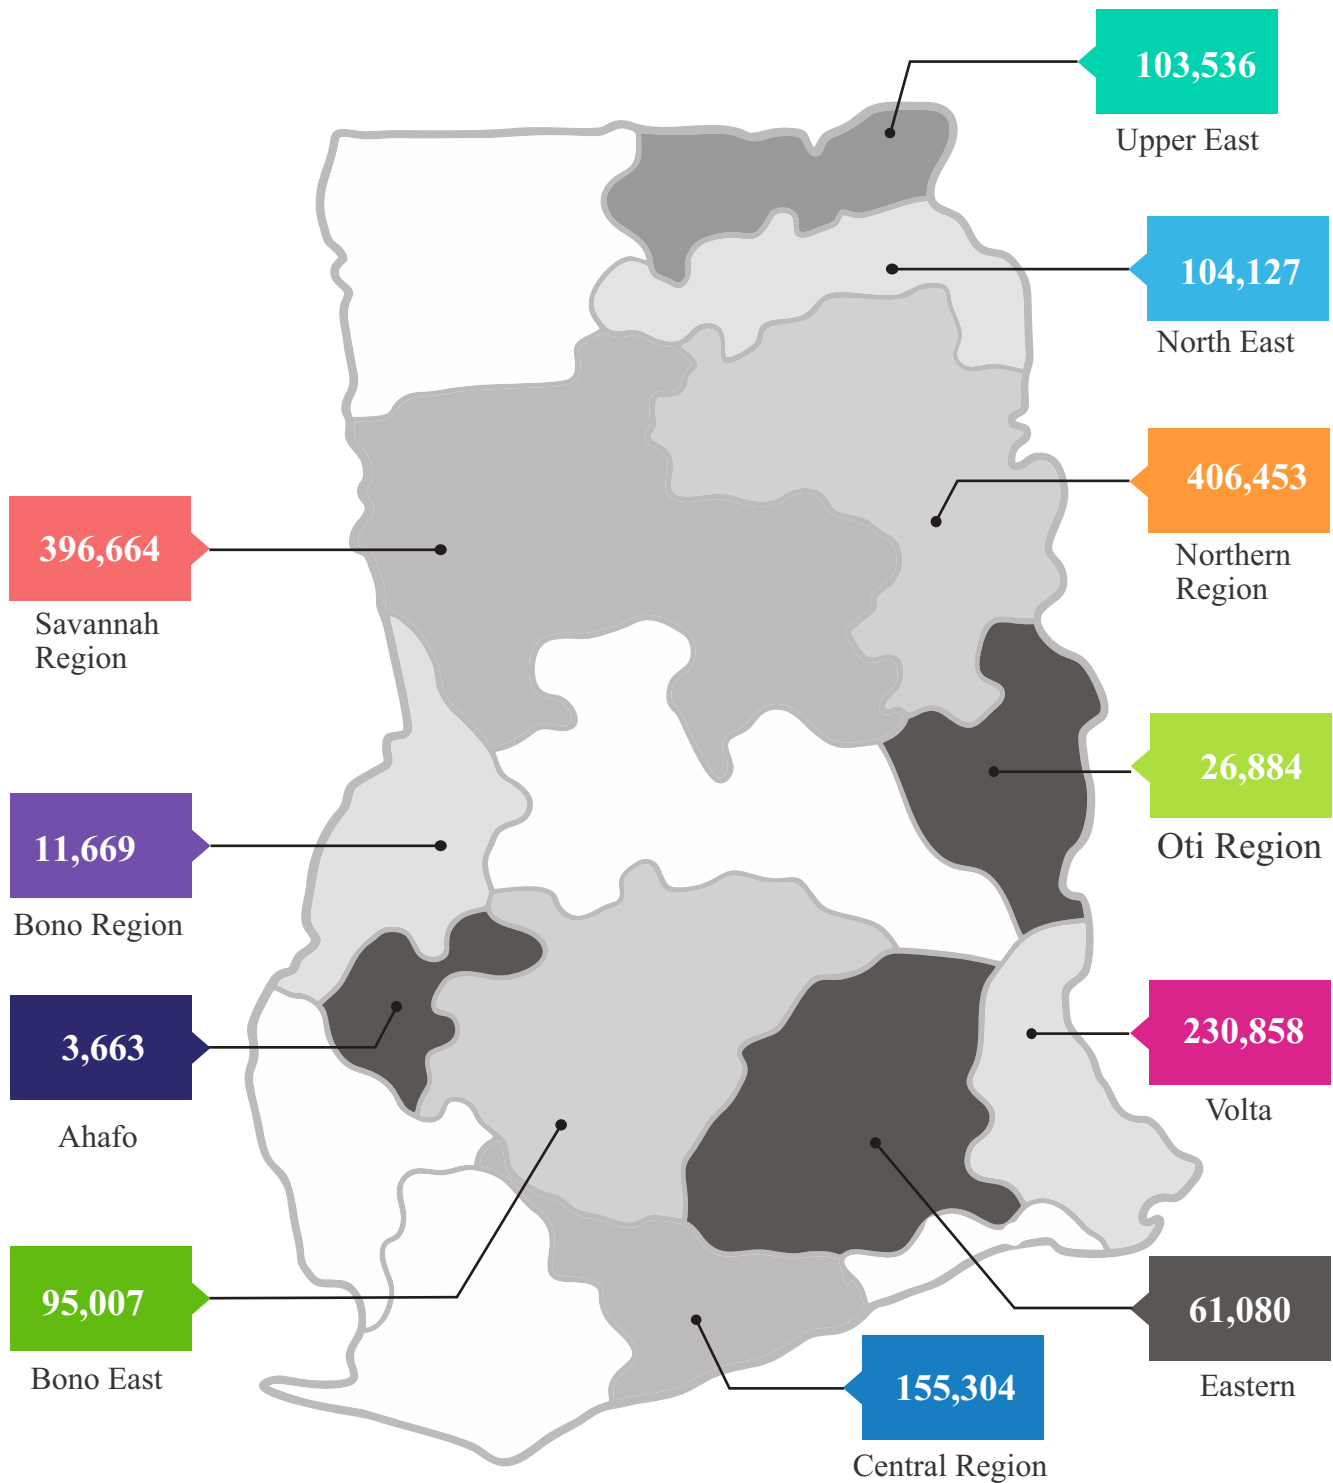 103,536
Upper East
104,127
North East
406,453
Northern
Region
396,664
Savannah
Region
26,884
Oti Region
11,669
Bono Region
3,663
Ahafo
230,858
Volta
95,007
Bono East
61,080
Eastern
155,304
Central Region